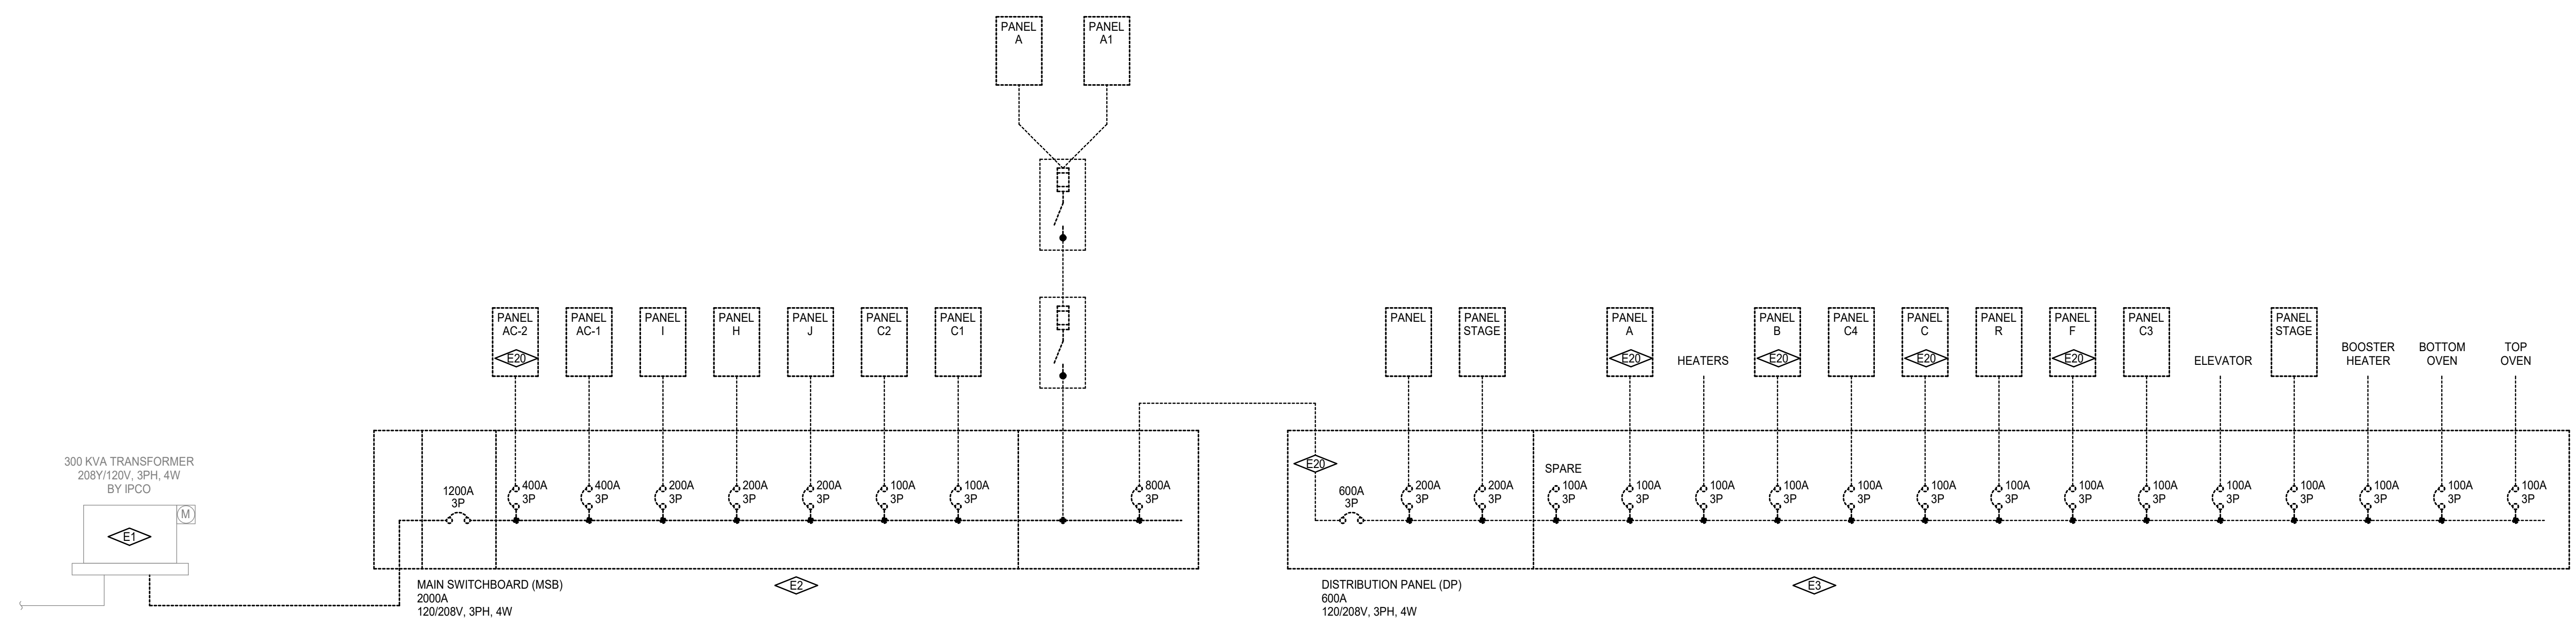 PANEL
A
PANEL
A1
PANEL
AC-2
E20
PANEL
AC-1
PANEL
I
PANEL
H
PANEL
J
PANEL
C2
PANEL
C1
PANEL
PANEL
STAGE
PANEL
A
E20
HEATERS
PANEL
B
E20
PANEL
C4
PANEL
C
E20
PANEL
R
PANEL
F
E20
PANEL
C3
ELEVATOR
PANEL
STAGE
BOOSTER
HEATER
BOTTOM
OVEN
TOP
OVEN
300 KVA TRANSFORMER
208Y/120V, 3PH, 4W
BY IPCO
M
E1
1200A
3P
400A
3P
400A
3P
200A
3P
200A
3P
200A
3P
100A
3P
100A
3P
800A
3P
E20
600A
3P
200A
3P
200A
3P
SPARE
100A
3P
100A
3P
100A
3P
100A
3P
100A
3P
100A
3P
100A
3P
100A
3P
100A
3P
100A
3P
100A
3P
100A
3P
100A
3P
100A
3P
MAIN SWITCHBOARD (MSB)
2000A
120/208V, 3PH, 4W
E2
DISTRIBUTION PANEL (DP)
600A
120/208V, 3PH, 4W
E3